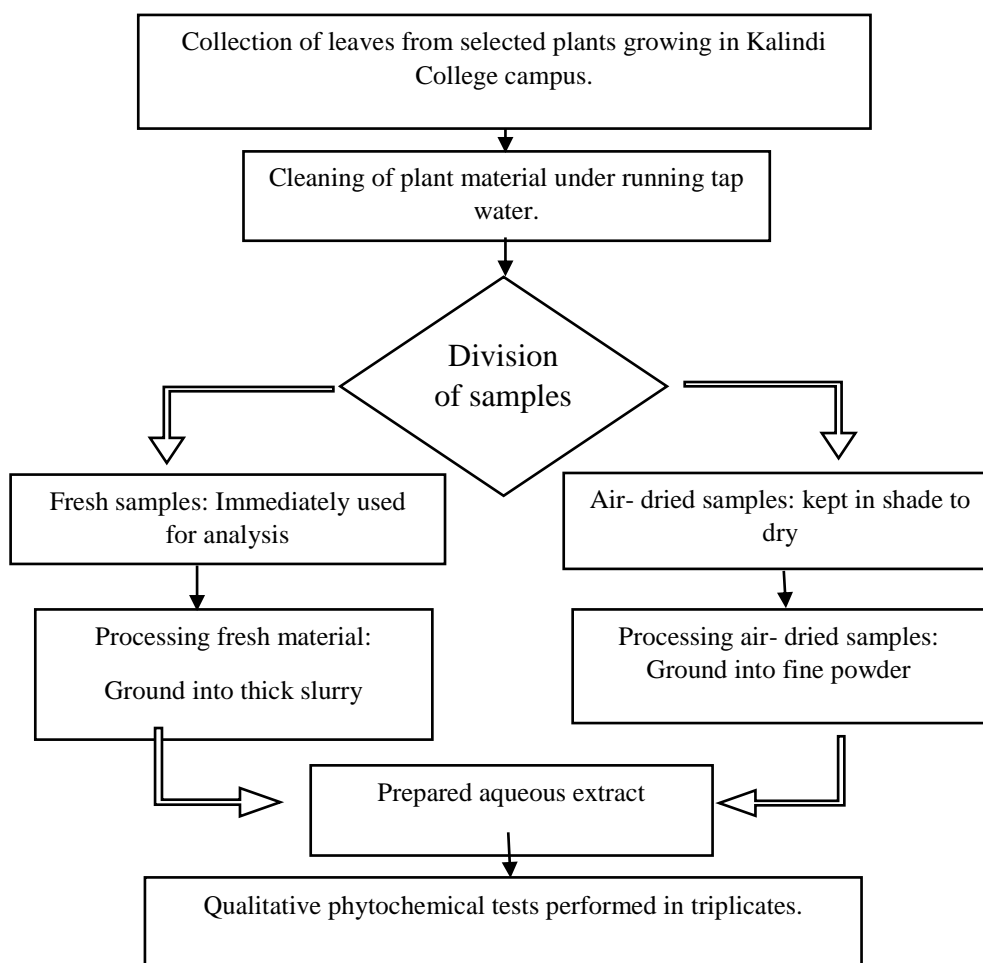 Collection of leaves from selected plants growing in Kalindi
College campus.
Cleaning of plant material under running tap
water.
Division
of samples
Fresh samples: Immediately used
for analysis
Air- dried samples: kept in shade to
dry
Processing fresh material:
Ground into thick slurry
Processing air- dried samples:
Ground into fine powder
Prepared aqueous extract
Qualitative phytochemical tests performed in triplicates.